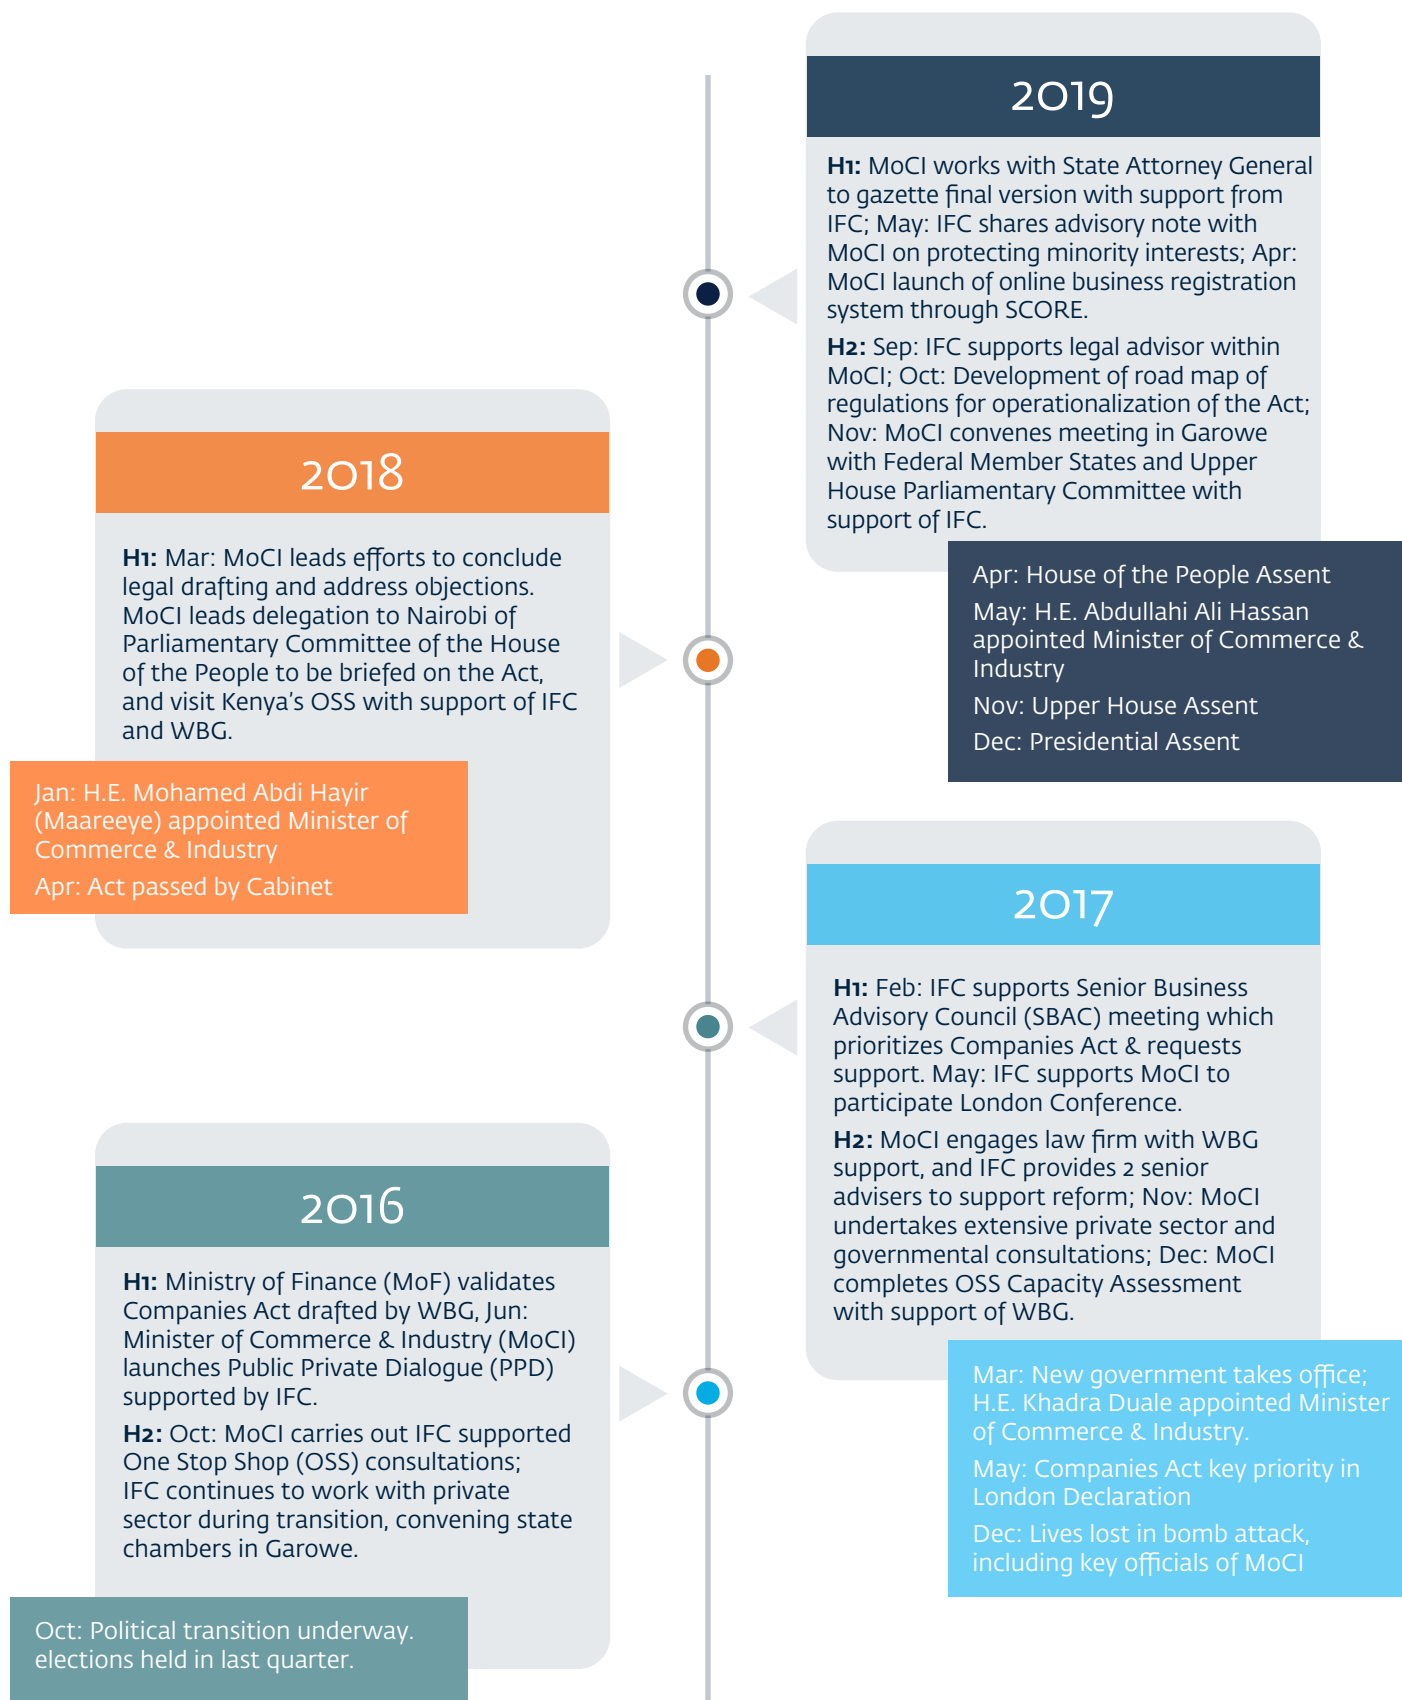 2019
H1: MoCI works with State Attorney General
to gazette final version with support from
IFC; May: IFC shares advisory note with
MoCI on protecting minority interests; Apr:
MoCI launch of online business registration
system through SCORE.
H2: Sep: IFC supports legal advisor within
MoCI; Oct: Development of road map of
regulations for operationalization of the Act;
Nov: MoCI convenes meeting in Garowe
with Federal Member States and Upper
House Parliamentary Committee with
support of IFC.
Apr: House of the People Assent
May: H.E. Abdullahi Ali Hassan
appointed Minister of Commerce &
Industry
Nov: Upper House Assent
Dec: Presidential Assent
2018
H1: Mar: MoCI leads efforts to conclude
legal drafting and address objections.
MoCI leads delegation to Nairobi of
Parliamentary Committee of the House
of the People to be briefed on the Act,
and visit Kenya's OSS with support of IFC
and WBG.
Jan: H.E. Mohamed Abdi Hayir
(Maareeye) appointed Minister of
Commerce & Industry
Apr: Act passed by Cabinet
2017
H1: Feb: IFC supports Senior Business
Advisory Council (SBAC) meeting which
prioritizes Companies Act & requests
support. May: IFC supports MoCI to
participate London Conference.
H2: MoCI engages law firm with WBG
support, and IFC provides 2 senior
advisers to support reform; Nov: MoCI
undertakes extensive private sector and
governmental consultations; Dec: MoCI
completes OSS Capacity Assessment
with support of WBG.
Mar: New government takes office;
H.E. Khadra Duale appointed Minister
of Commerce & Industry.
May: Companies Act key priority in
London Declaration
Dec: Lives lost in bomb attack,
including key officials of MoCI
2016
H1: Ministry of Finance (MoF) validates
Companies Act drafted by WBG, Jun:
Minister of Commerce & Industry (MoCI)
launches Public Private Dialogue (PPD)
supported by IFC.
H2: Oct: MoCI carries out IFC supported
One Stop Shop (OSS) consultations;
IFC continues to work with private
sector during transition, convening state
chambers in Garowe.
Oct: Political transition underway.
elections held in last quarter.